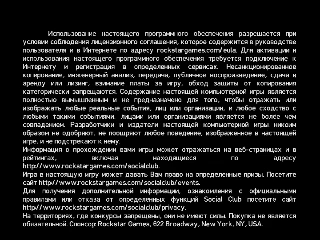 Использование настоящего программного обеспечения разрешается при
условии соблюдения лицензионного соглашения, которое содержится в руководстве
пользователя и в Интернете по адресу rockstargames.com/eula. Для активации и
использования настоящего программного обеспечения требуется подключение к
Интернету и регистрация в определенных сервисах. Несанкционированное
копирование, инженерный анализ, передача, публичное воспроизведение, сдача в
аренду или лизинг, взимание платы за игру, обход защиты от копирования
категорически запрещаются. Содержание настоящей компьютерной игры является
полностью вымышленным и не предназначено для того, чтобы отражать или
изображать любые реальные события, лиц или организации, и любое сходство с
любыми такими событиями, лицами или организациями является не более чем
совпадением. Разработчики и издатели настоящей компьютерной игры никоим
образом не одобряют, не поощряют любое поведение, изображенное в настоящей
игре, и не подстрекают к нему.
Информация о прохождении вами игры может отражаться на веб-страницах и в
рейтингах, включая находящиеся по адресу
http://www.rockstargames.com/socialclub.
Игра в настоящую игру может давать Вам право на определенные призы. Посетите
сайт http://www.rockstargames.com/socialclub/events.
Для получения дополнительной информации, ознакомления с официальными
правилами или отказа от определенных функций Social Club посетите сайт
http://www.rockstargames.com/socialclub/privacy.
На территориях, где конкурсы запрещены, они не имеют силы. Покупка не является
обязательной. Спонсор: Rockstar Games, 622 Broadway, New York, NY, USA.